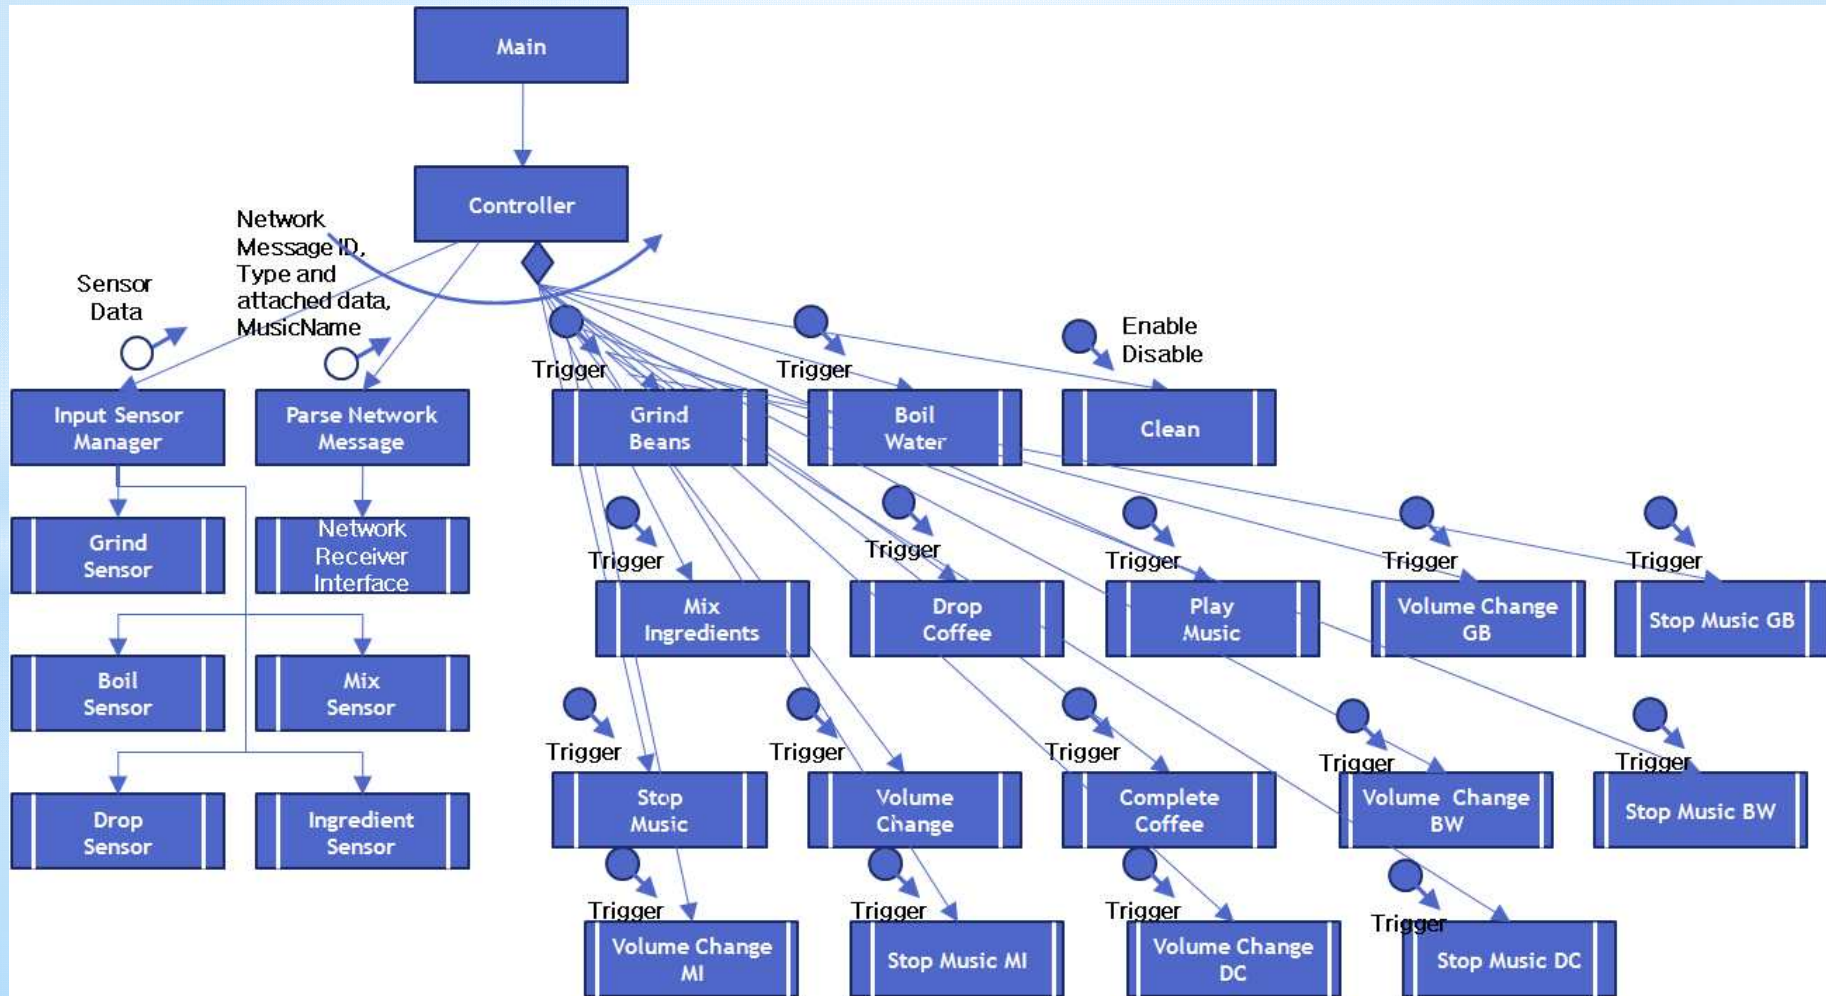 Main
Controller
Network
Message ID,
Type and
attached data,
MusicName
Sensor
Data
Trigger
Trigger
Enable
Disable
Input Sensor
Manager
Parse Network
Message
Grind
Beans
Boil
Water
Clean
Grind
Sensor
Network
Receiver
Interface
Trigger
Trigger
Trigger
Trigger
Trigger
Mix
Ingredients
Drop
Coffee
Play
Music
Volume Change
GB
Stop Music GB
Boil
Sensor
Mix
Sensor
Trigger
Trigger
Trigger
Trigger
Trigger
Drop
Sensor
Ingredient
Sensor
Stop
Music
Volume
Change
Complete
Coffee
Volume Change
BW
Stop Music BW
Trigger
Trigger
Trigger
Trigger
Volume Change
MI
Stop Music MI
Volume Change
DC
Stop Music DC